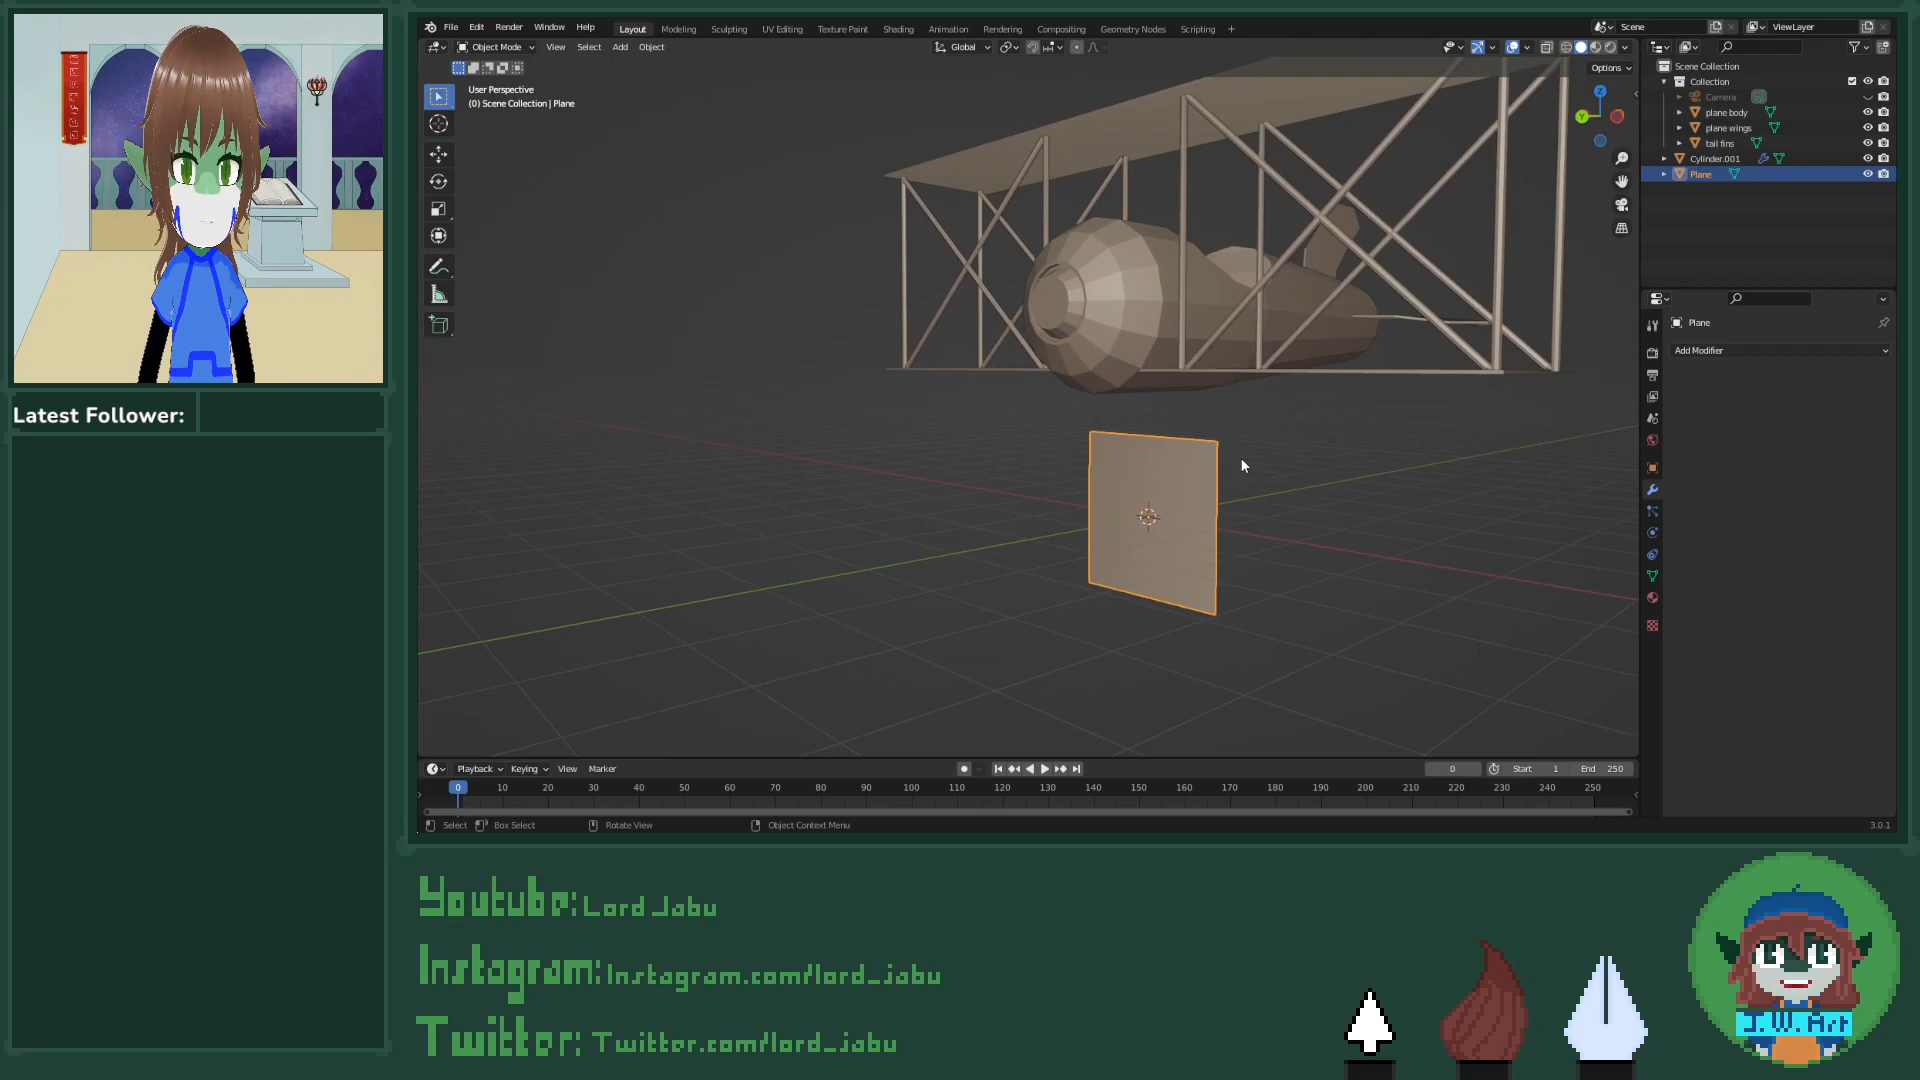 File Edit Render Window Help Layout Modeling Sculpting UV Editing Texture Paint Shading Animation Rendering Compositing Geometry Nodes Scripting + Scene ViewLayer
Object Mode View Select Add Object Global
Options
User Perspective
(0) Scene Collection | Plane
Z
Y
Scene Collection
Collection
Camera
plane body
plane wings
tail fins
Cylinder.001
Plane
Plane
Add Modifier
Latest Follower:
Playback Keying View Marker 0 Start 1 End 250
0 10 20 30 40 50 60 70 80 90 100 110 120 130 140 150 160 170 180 190 200 210 220 230 240 250
Select Box Select Rotate View Object Context Menu 3.0.1
Youtube: Lord Jabu
Instagram: Instagram.com/lord_jabu
Twitter: Twitter.com/lord_jabu
J.W. Art